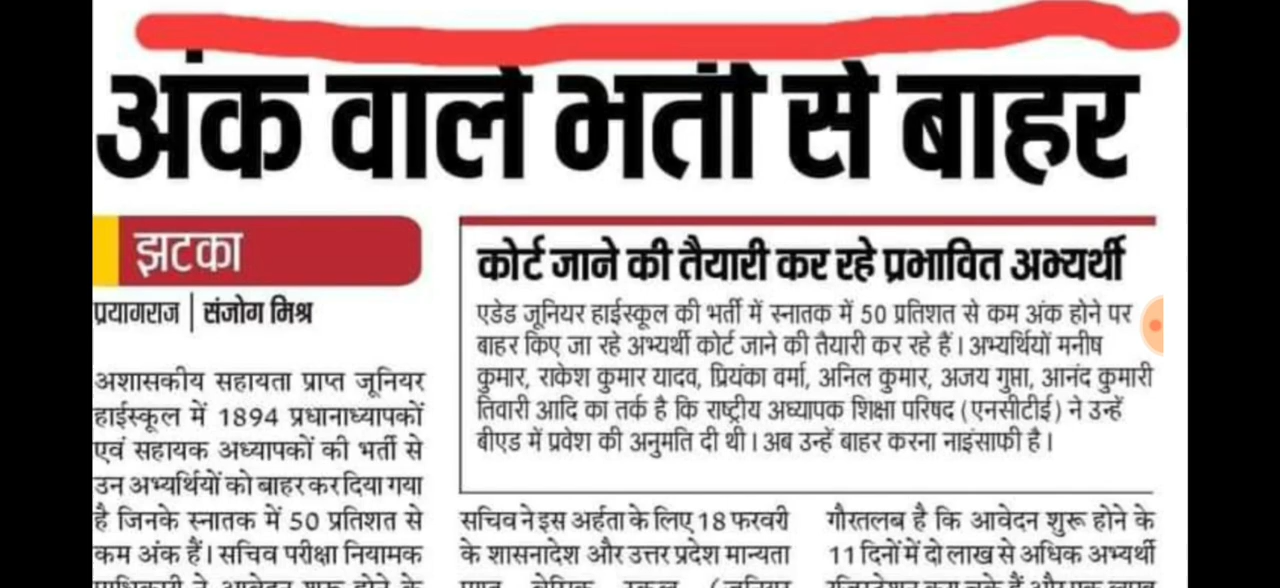 अंक वाले भर्ती से बाहर
झटका
प्रयागराज | संजोग मिश्र
अशासकीय सहायता प्राप्त जूनियर
हाईस्कूल में 1894 प्रधानाध्यापकों
एवं सहायक अध्यापकों की भर्ती से
उन अभ्यर्थियों को बाहर कर दिया गया
है जिनके स्नातक में 50 प्रतिशत से
कम अंक हैं। सचिव परीक्षा नियामक
कोर्ट जाने की तैयारी कर रहे प्रभावित अभ्यर्थी
एडेड जूनियर हाईस्कूल की भर्ती में स्नातक में 50 प्रतिशत से कम अंक होने पर
बाहर किए जा रहे अभ्यर्थी कोर्ट जाने की तैयारी कर रहे हैं। अभ्यर्थियों मनीष
कुमार, राकेश कुमार यादव, प्रियंका वर्मा, अनिल कुमार, अजय गुप्ता, आनंद कुमारी
तिवारी आदि का तर्क है कि राष्ट्रीय अध्यापक शिक्षा परिषद (एनसीटीई) ने उन्हें
बीएड में प्रवेश की अनुमति दी थी। अब उन्हें बाहर करना नाइंसाफी है।
सचिव ने इस अर्हता के लिए 18 फरवरी
के शासनादेश और उत्तर प्रदेश मान्यता
गौरतलब है कि आवेदन शुरू होने के
11 दिनों में दो लाख से अधिक अभ्यर्थी